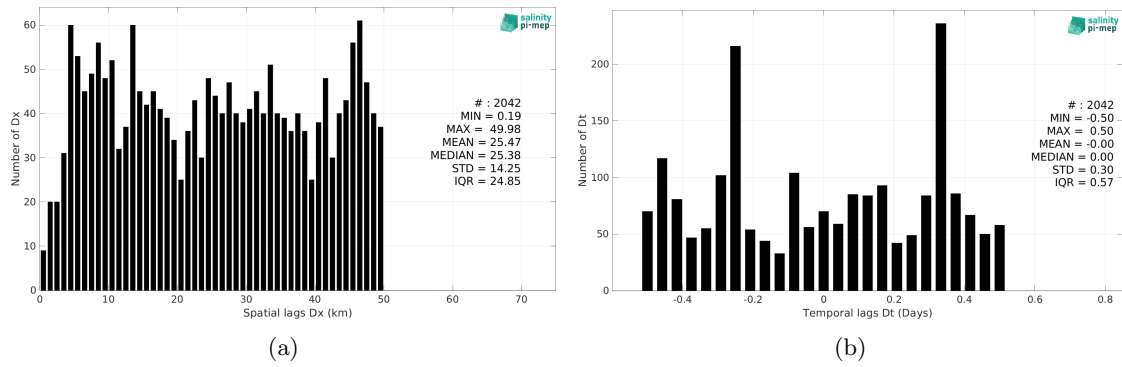 salinity
pi-mep
60
50
40
30
20
10
0
Number of Dx
# : 2042
MIN = 0.19
MAX = 49.98
MEAN = 25.47
MEDIAN = 25.38
STD = 14.25
IQR = 24.85
0 10 20 30 40 50 60 70
Spatial lags Dx (km)
(a)
salinity
pi-mep
200
150
100
50
0
Number of Dt
# : 2042
MIN = -0.50
MAX = 0.50
MEAN = -0.00
MEDIAN = 0.00
STD = 0.30
IQR = 0.57
-0.4 -0.2 0 0.2 0.4 0.6 0.8
Temporal lags Dt (Days)
(b)